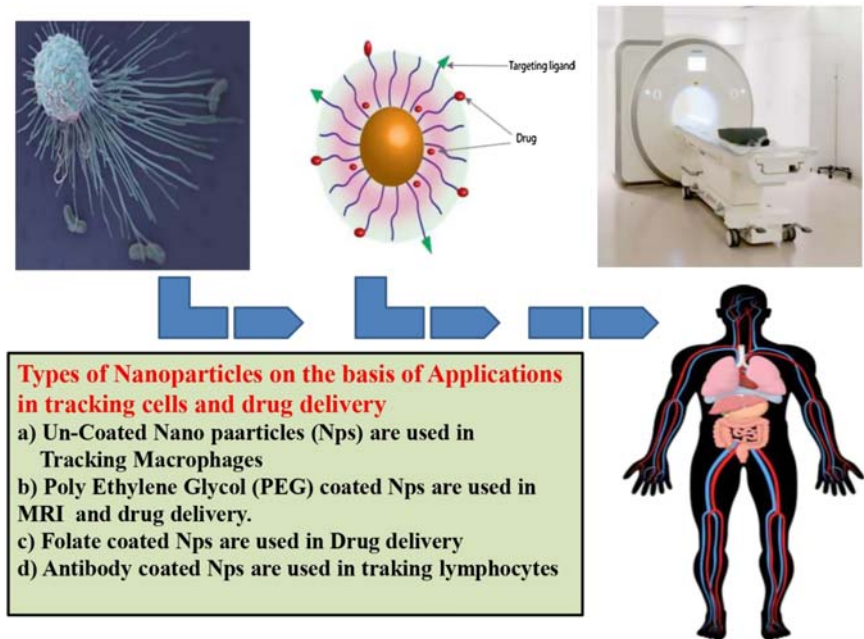 Targeting ligand
Drug
Types of Nanoparticles on the basis of Applications
in tracking cells and drug delivery
a) Un-Coated Nano paarticles (Nps) are used in
Tracking Macrophages
b) Poly Ethylene Glycol (PEG) coated Nps are used in
MRI and drug delivery.
c) Folate coated Nps are used in Drug delivery
d) Antibody coated Nps are used in traking lymphocytes